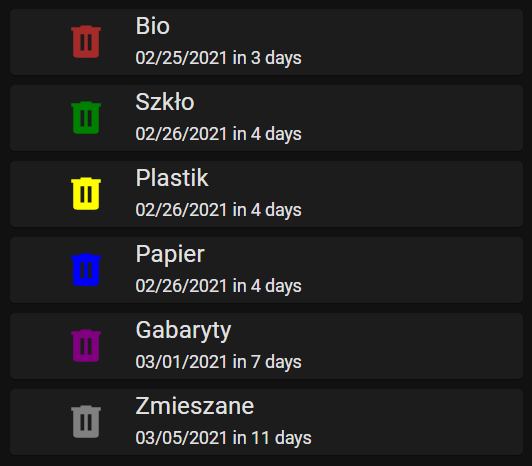 Bio
02/25/2021 in 3 days
Szkło
02/26/2021 in 4 days
Plastik
02/26/2021 in 4 days
Papier
02/26/2021 in 4 days
Gabaryty
03/01/2021 in 7 days
Zmieszane
03/05/2021 in 11 days